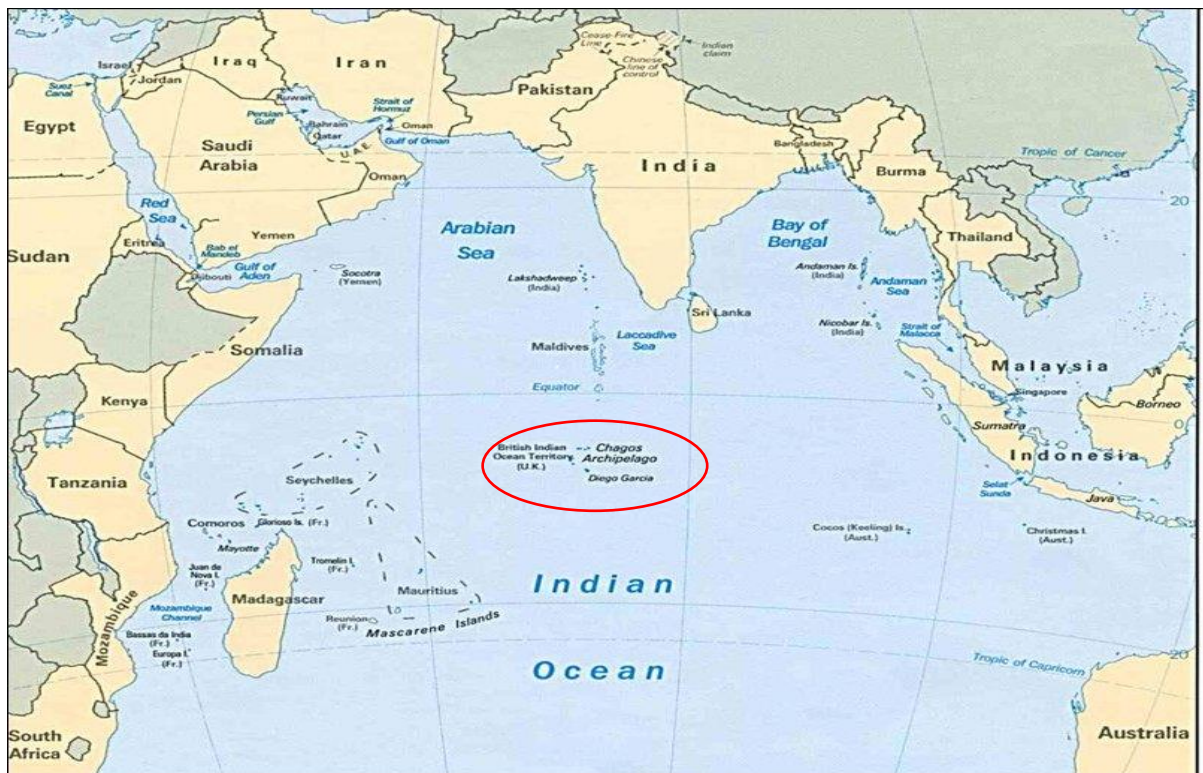 Israel
Jordan
Iraq
Iran
Suez
Canal
Kuwait
Persian
Gulf
Bahrain
Qatar
Strait of
Hormuz
Oman
Gulf of Oman
UAE
Egypt
Saudi
Arabia
Oman
Red
Sea
Yemen
Eritrea
Bab el
Mandeb
Djibouti
Gulf of
Aden
Socotra
(Yemen)
Sudan
Somalia
Kenya
Tanzania
Pakistan
Cease-Fire
Line
Indian
claim
Chinese
line of
control
India
Bangladesh
Burma
Tropic of Cancer
20
Arabian
Sea
Bay of
Bengal
Thailand
Lakshadweep
(India)
Andaman Is.
(India)
Andaman
Sea
Sri Lanka
Nicobar Is.
(India)
Strait of
Malacca
Maldives
Laccadive
Sea
Equator
Malaysia
Singapore
0
Borneo
Sumatra
Indonesia
Selat
Sunda
Java
British Indian
Ocean Territory
(U.K.)
Chagos
Archipelago
Diego Garcia
Seychelles
Comoros
Glorioso Is. (Fr.)
Mayotte
Juan de
Nova I.
(Fr.)
Tromelin I.
(Fr.)
Cocos (Keeling) Is.
(Aust.)
Christmas I.
(Aust.)
Madagascar
Mauritius
Reunion
(Fr.)
Mascarene Islands
Mozambique
Channel
Mozambique
Bassas da India
(Fr.)
Europa I.
(Fr.)
Indian
Ocean
Tropic of Capricorn
20
South
Africa
Australia